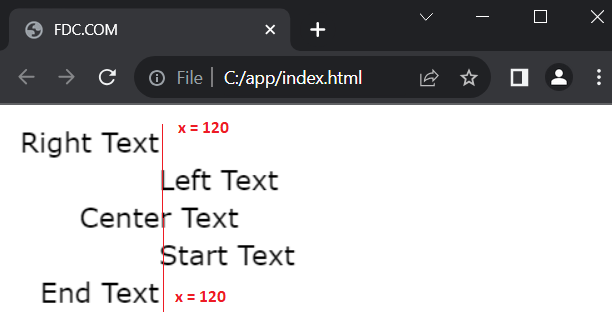 FDC.COM
File C:/app/index.html
x = 120
Right Text
Left Text
Center Text
Start Text
End Text
x = 120